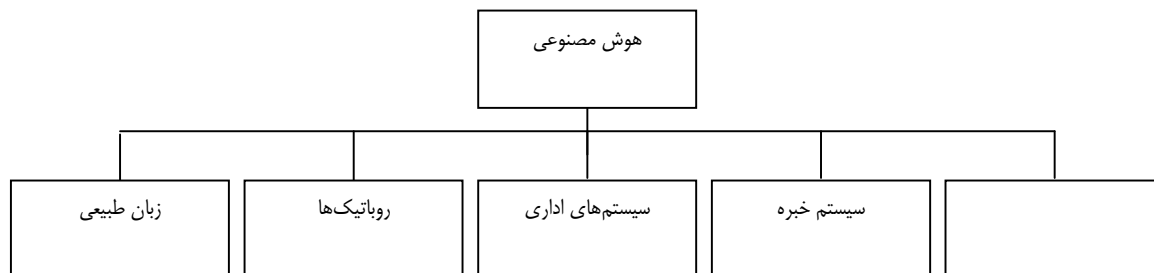 هوش مصنوعی
سیستم خبره
سیستم‌های اداری
روباتیک‌ها
زبان طبیعی